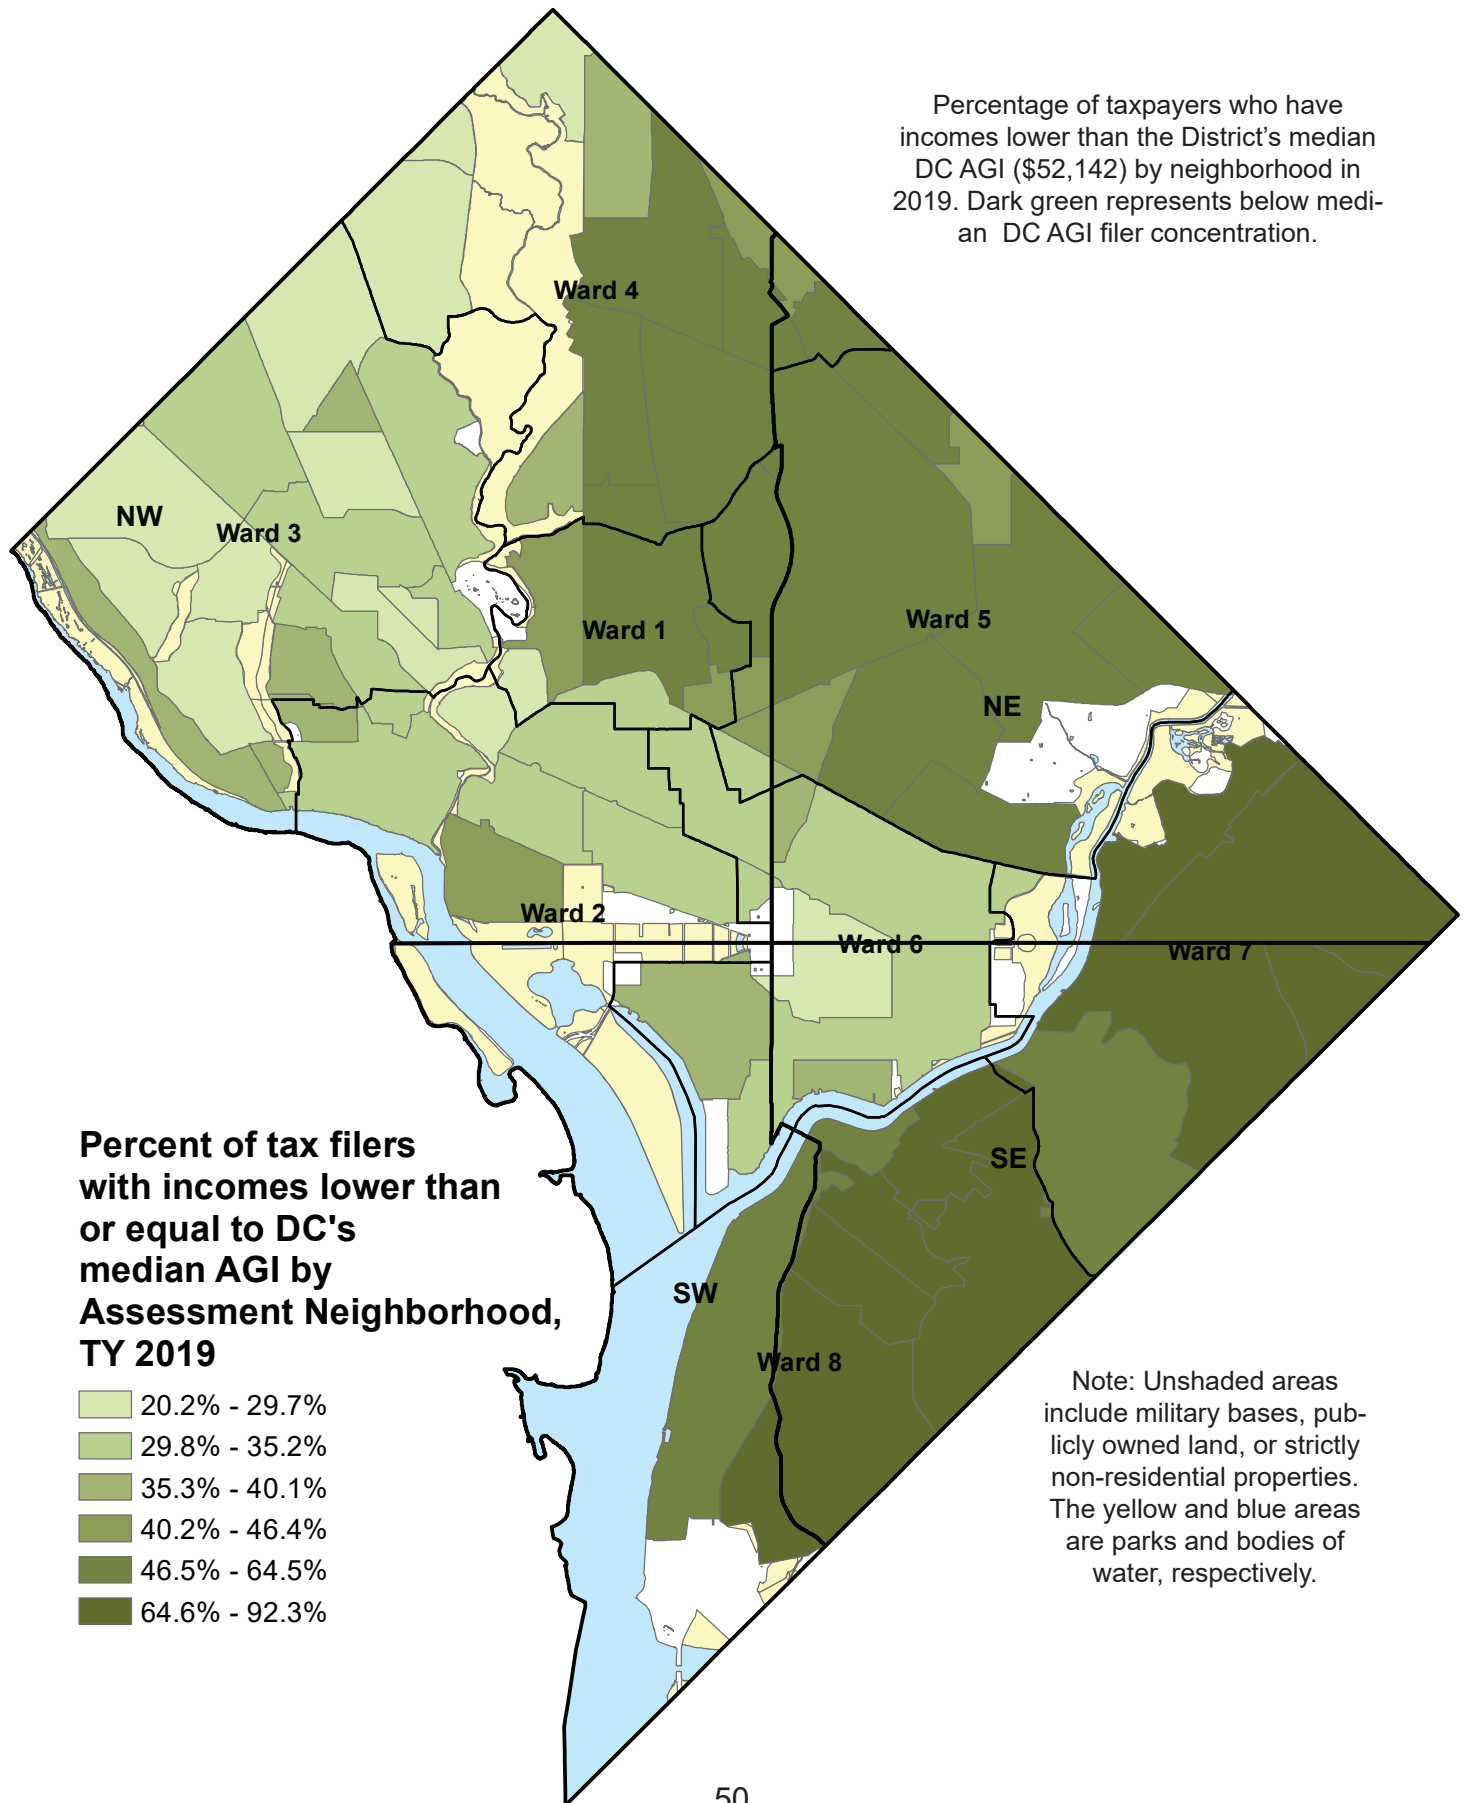 Percentage of taxpayers who have
incomes lower than the District’s median
DC AGI ($52,142) by neighborhood in
2019. Dark green represents below medi-
an  DC AGI filer concentration.
Ward 4
NW
Ward 3
Ward 1
Ward 5
NE
Ward 2
Ward 6
Ward 7
SE
SW
Ward 8
Percent of tax filers
with incomes lower than
or equal to DC's
median AGI by
Assessment Neighborhood,
TY 2019
20.2% - 29.7%
29.8% - 35.2%
35.3% - 40.1%
40.2% - 46.4%
46.5% - 64.5%
64.6% - 92.3%
Note: Unshaded areas
include military bases, pub-
licly owned land, or strictly
non-residential properties.
The yellow and blue areas
are parks and bodies of
water, respectively.
50